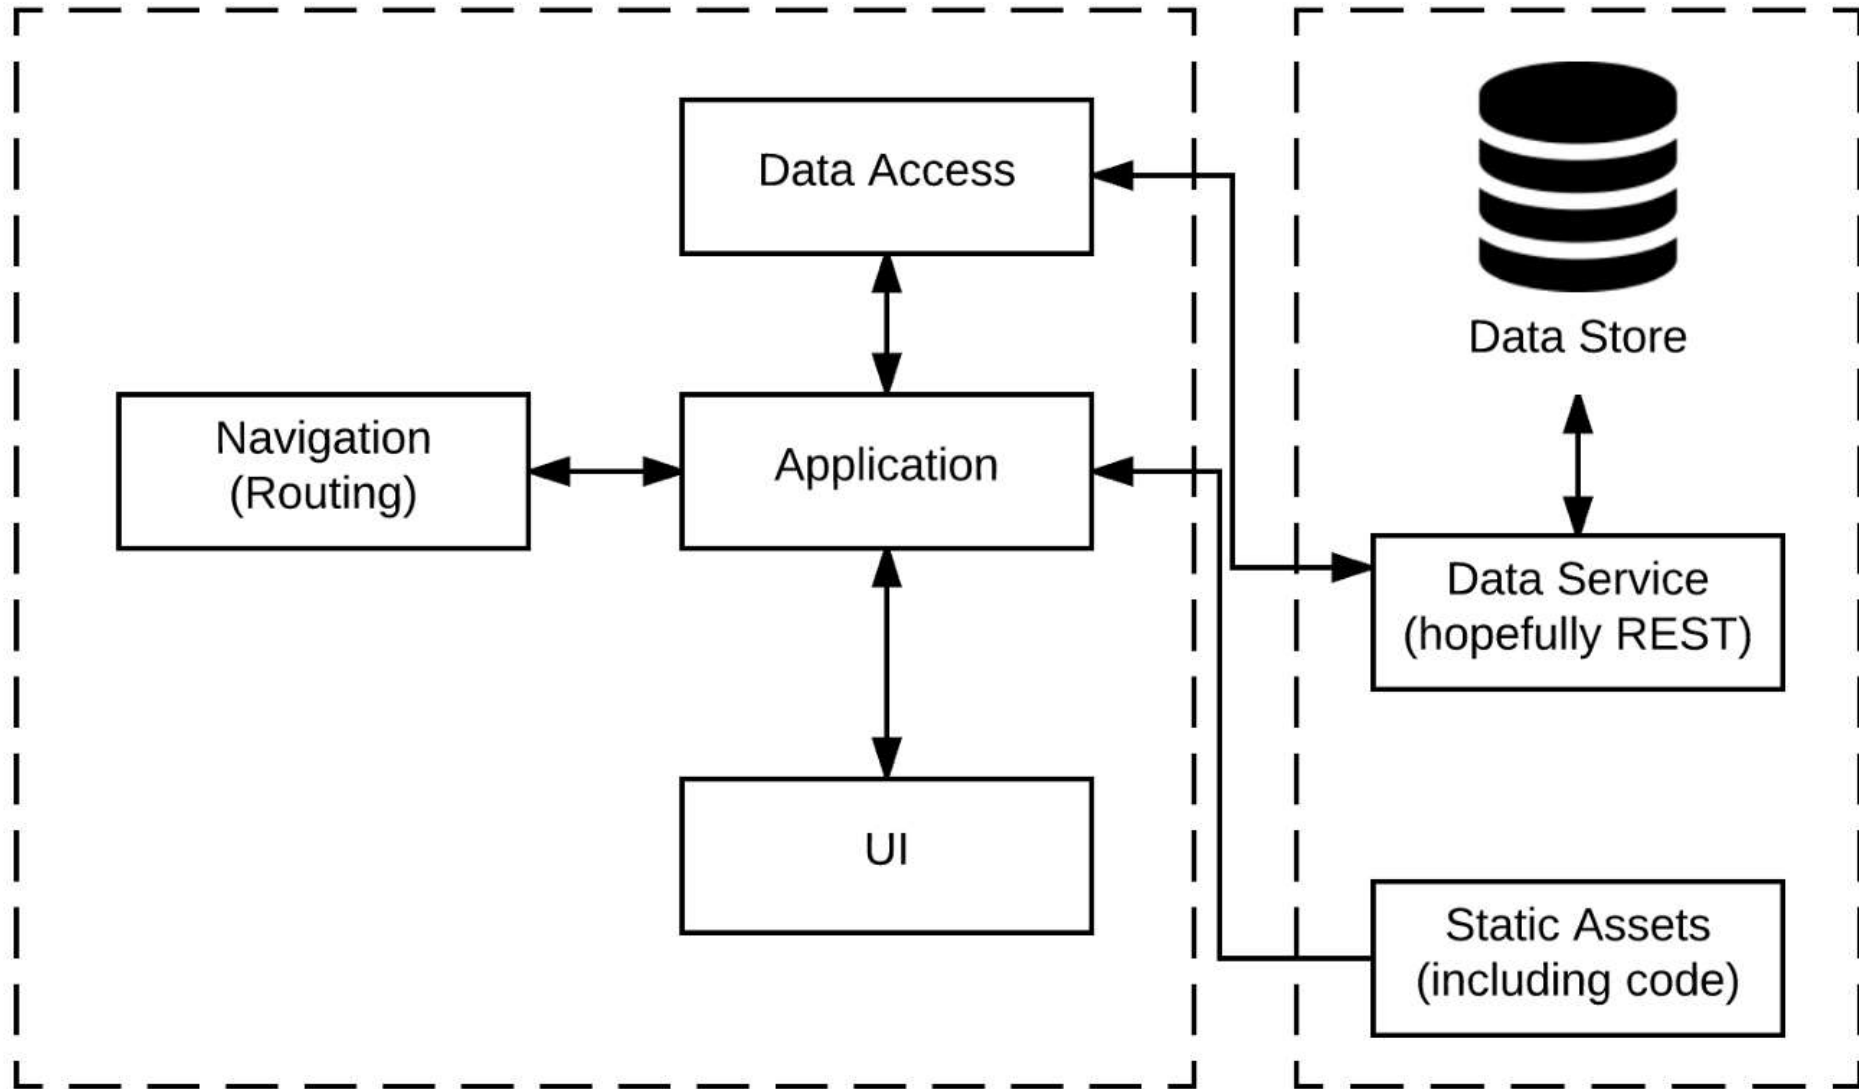 Data Access
Data Store
Navigation
(Routing)
Application
Data Service
(hopefully REST)
UI
Static Assets
(including code)